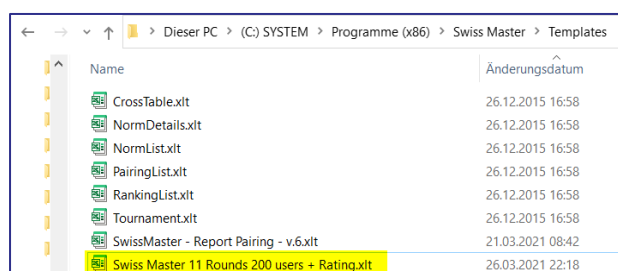 Dieser PC > (C:) SYSTEM > Programme (x86) > Swiss Master > Templates
Name Änderungsdatum
CrossTable.xlt 26.12.2015 16:58
NormDetails.xlt 26.12.2015 16:58
NormList.xlt 26.12.2015 16:58
PairingList.xlt 26.12.2015 16:58
RankingList.xlt 26.12.2015 16:58
Tournament.xlt 26.12.2015 16:58
SwissMaster - Report Pairing - v.6.xlt 21.03.2021 08:42
Swiss Master 11 Rounds 200 users + Rating.xlt 26.03.2021 22:18